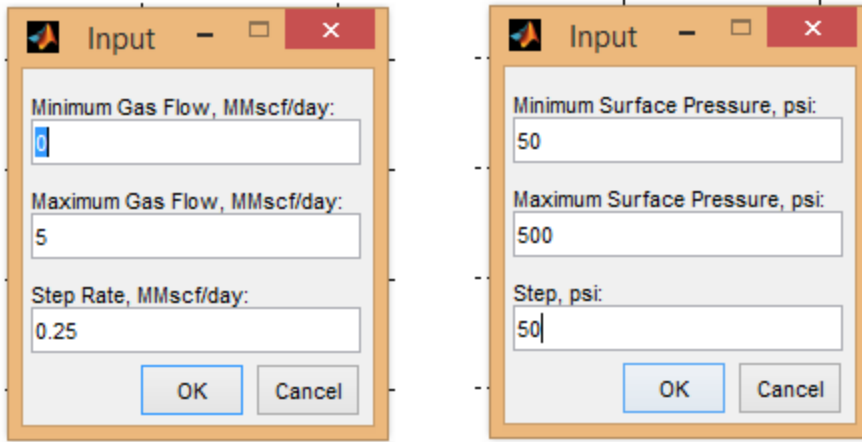 Input
Minimum Gas Flow, MMscf/day:
0
Maximum Gas Flow, MMscf/day:
5
Step Rate, MMscf/day:
0.25
OK Cancel
Input
Minimum Surface Pressure, psi:
50
Maximum Surface Pressure, psi:
500
Step, psi:
50
OK Cancel